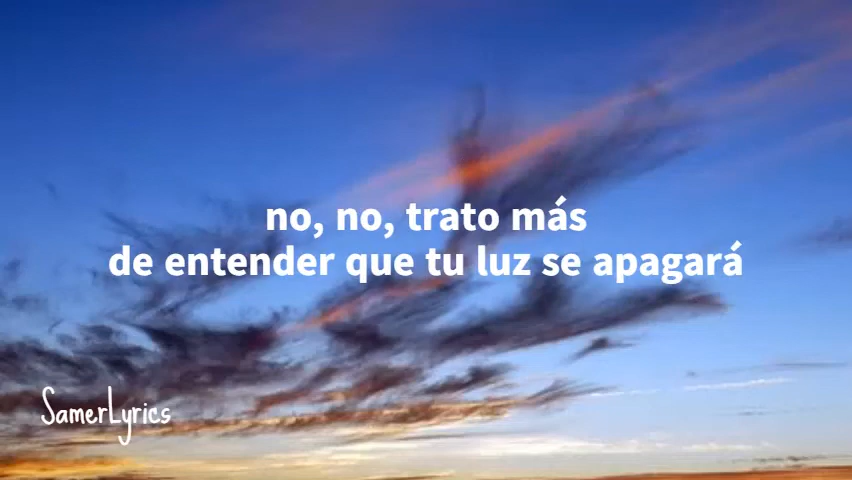 no, no, trato más
de entender que tu luz se apagará
SamerLyrics